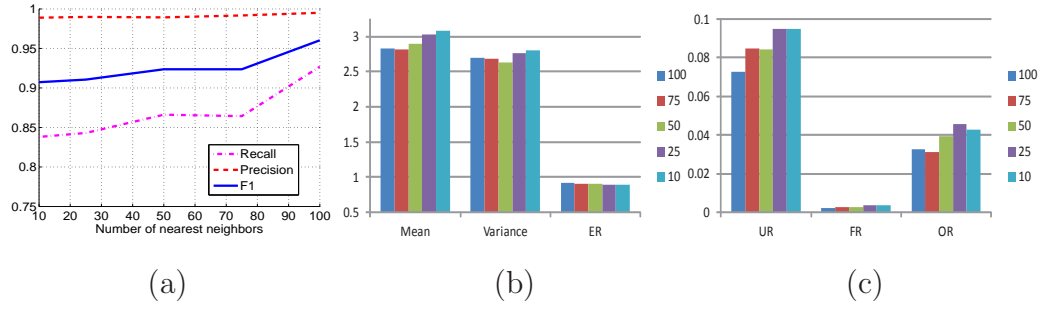 1
0.95
0.9
0.85
0.8
0.75
10 20 30 40 50 60 70 80 90 100
Number of nearest neighbors
Recall
Precision
F1
(a)
3
2.5
2
1.5
1
0.5
Mean Variance ER
100
75
50
25
10
(b)
0.1
0.08
0.06
0.04
0.02
0
UR FR OR
100
75
50
25
10
(c)